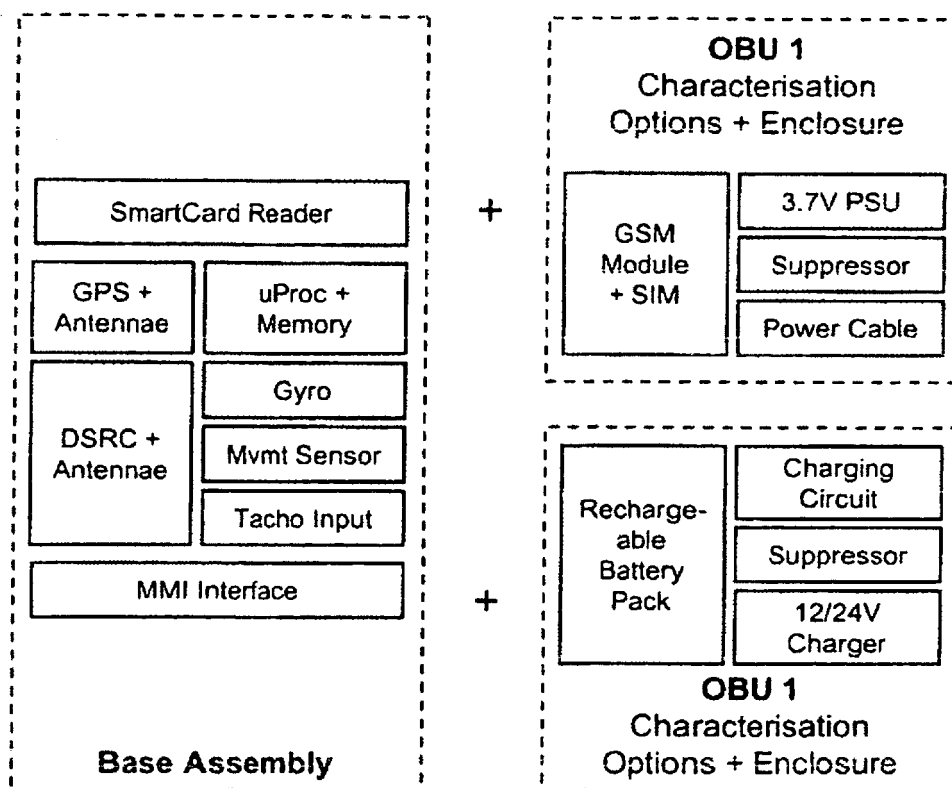 SmartCard Reader
GPS +
Antennae
uProc +
Memory
DSRC +
Antennae
Gyro
Mvmt Sensor
Tacho Input
MMI Interface
Base Assembly
+
OBU 1
Characterisation
Options + Enclosure
GSM
Module
+ SIM
3.7V PSU
Suppressor
Power Cable
+
Recharge-
able
Battery
Pack
Charging
Circuit
Suppressor
12/24V
Charger
OBU 1
Characterisation
Options + Enclosure